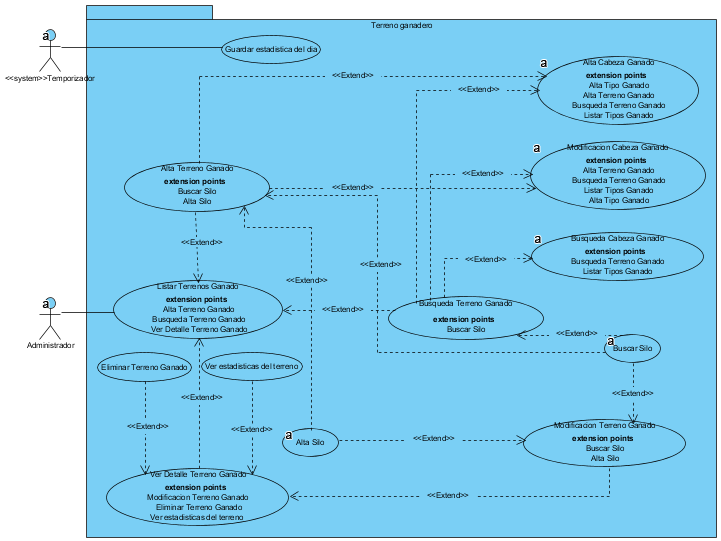 Terreno ganadero
a
<<system>>Temporizador
Guardar estadistica del dia
<<Extend>>
a
Alta Cabeza Ganado
extension points
Alta Tipo Ganado
Alta Terreno Ganado
Busqueda Terreno Ganado
Listar Tipos Ganado
<<Extend>>
a
Modificacion Cabeza Ganado
extension points
Alta Terreno Ganado
Busqueda Terreno Ganado
Listar Tipos Ganado
Alta Tipo Ganado
Alta Terreno Ganado
extension points
Buscar Silo
Alta Silo
<<Extend>>
<<Extend>>
<<Extend>>
a
Busqueda Cabeza Ganado
extension points
Busqueda Terreno Ganado
Listar Tipos Ganado
<<Extend>>
<<Extend>>
<<Extend>>
<<Extend>>
a
Administrador
Listar Terrenos Ganado
extension points
Alta Terreno Ganado
Busqueda Terreno Ganado
Ver Detalle Terreno Ganado
<<Extend>>
Busqueda Terreno Ganado
extension points
Buscar Silo
<<Extend>>
a
Buscar Silo
Eliminar Terreno Ganado
Ver estadisticas del terreno
<<Extend>>
<<Extend>>
<<Extend>>
<<Extend>>
a
Alta Silo
<<Extend>>
Modificacion Terreno Ganado
extension points
Buscar Silo
Alta Silo
Ver Detalle Terreno Ganado
extension points
Modificacion Terreno Ganado
Eliminar Terreno Ganado
Ver estadisticas del terreno
<<Extend>>